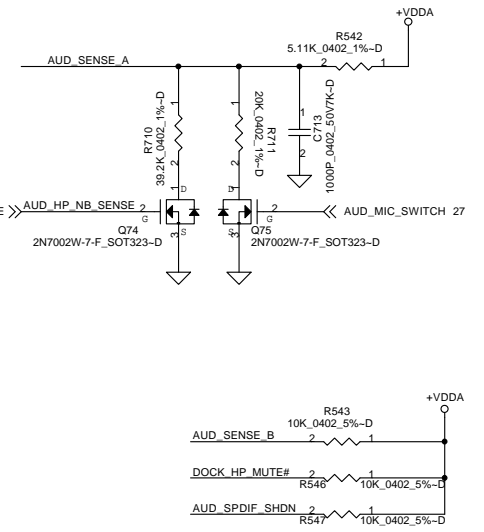 +VDDA
R542
5.11K_0402_1%~D
AUD_SENSE_A
2
1
1
R710
39.2K_0402_1%~D
2
1
20K_0402_1%~D
R711
2
1
C713
1000P_0402_50V7K~D
2
E
AUD_HP_NB_SENSE
2
G
1
D
3
S
Q74
2N7002W-7-F_SOT323~D
1
D
3
S
2
G
AUD_MIC_SWITCH 27
Q75
2N7002W-7-F_SOT323~D
+VDDA
R543
10K_0402_5%~D
AUD_SENSE_B
2
1
DOCK_HP_MUTE#
2
1
R546
10K_0402_5%~D
AUD_SPDIF_SHDN
2
1
R547
10K_0402_5%~D